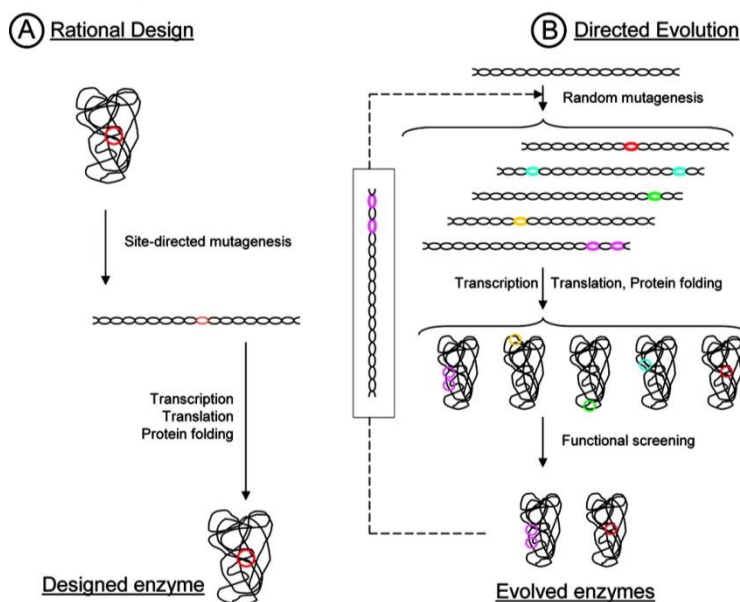 A Rational Design
Site-directed mutagenesis
Transcription
Translation
Protein folding
Designed enzyme
B Directed Evolution
Random mutagenesis
Transcription Translation, Protein folding
Functional screening
Evolved enzymes